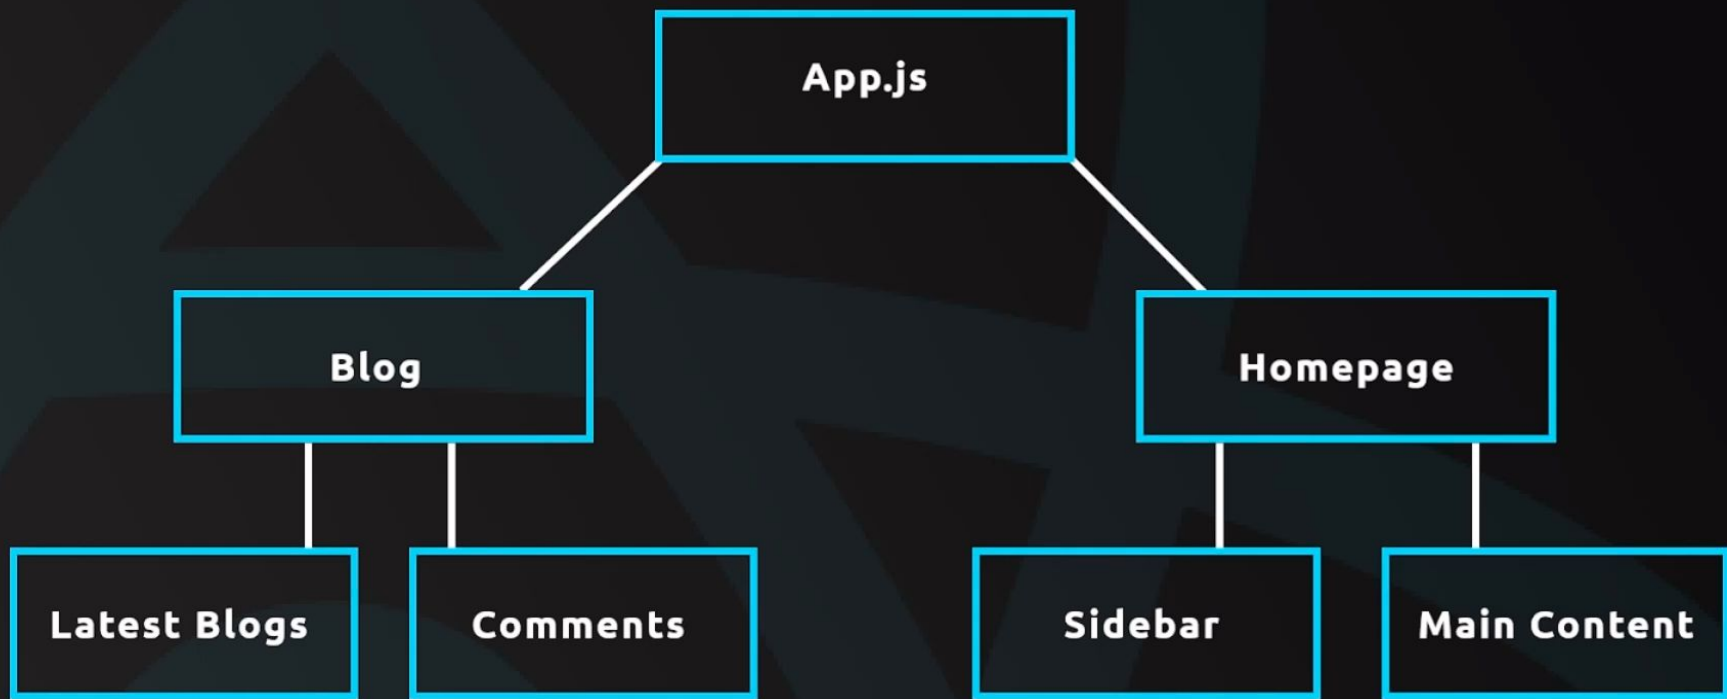 App.js
Blog
Homepage
Latest Blogs
Comments
Sidebar
Main Content